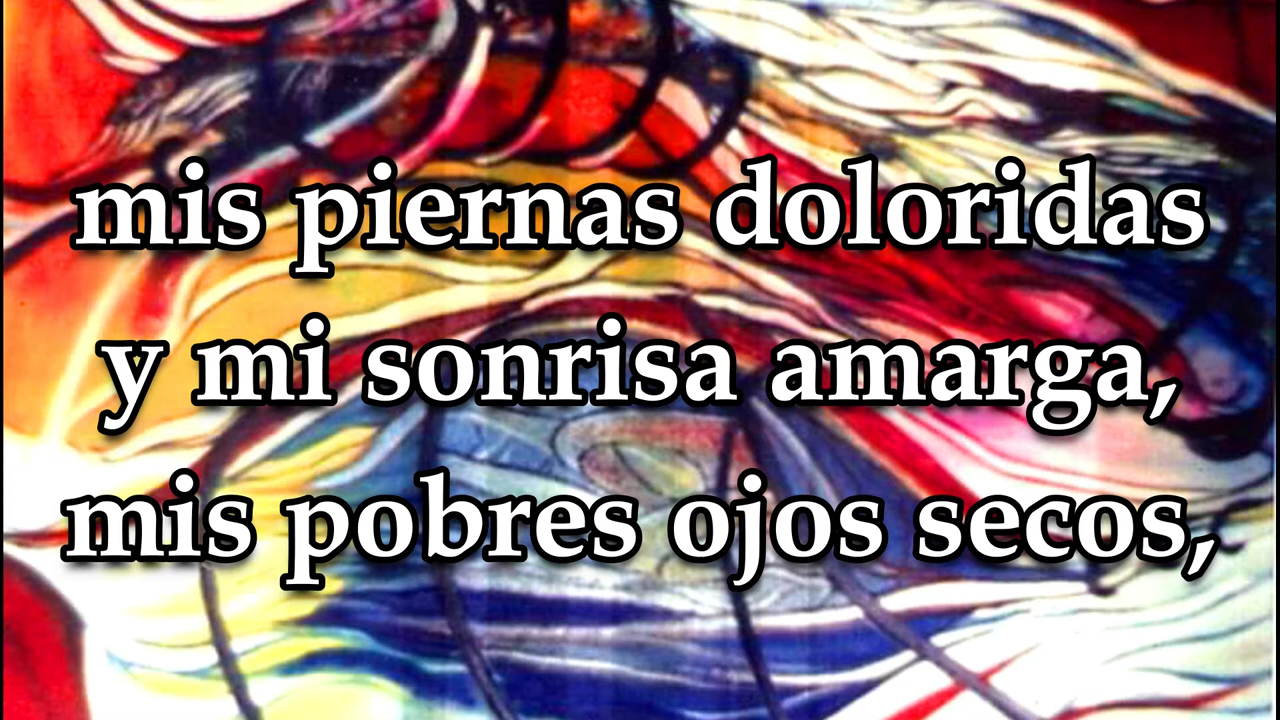 mis piernas doloridas
y mi sonrisa amarga,
mis pobres ojos secos,